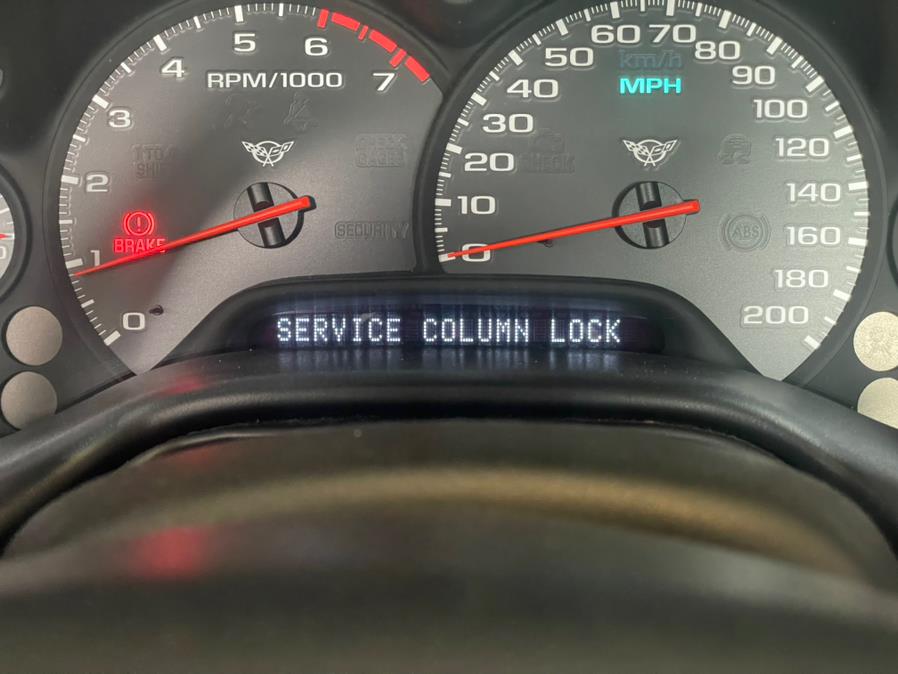 0 1 2 3 4 5 6 7
RPM/1000
BRAKE
SECURITY
0 10 20 30 40 50 60 70 80 90 100 120 140 160 180 200
km/h
MPH
CHECK
ABS
SERVICE COLUMN LOCK